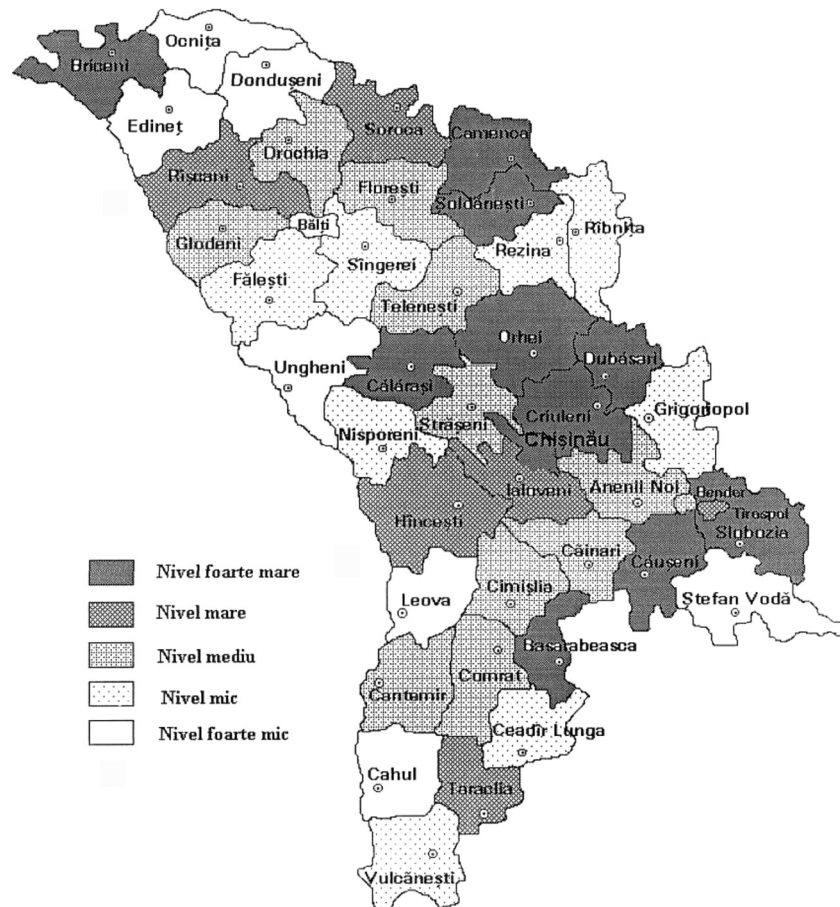 Ocnița
Briceni
Dondușeni
Edineț
Soroca
Camenca
Drochia
Rîșcani
Florești
Șoldănești
Bălți
Rîbnița
Glodeni
Sîngerei
Rezina
Fălești
Telenești
Orhei
Dubăsari
Ungheni
Călărași
Criuleni
Grigoriopol
Strășeni
Chișinău
Nisporeni
Ialoveni
Anenii Noi
Bender
Tirospol
Slobozia
Hîncești
Căinari
Căușeni
Cimișlia
Leova
Ștefan Vodă
Basarabeasca
Comrat
Cantemir
Ceadîr Lunga
Cahul
Taraclia
Vulcănești
Nivel foarte mare
Nivel mare
Nivel mediu
Nivel mic
Nivel foarte mic